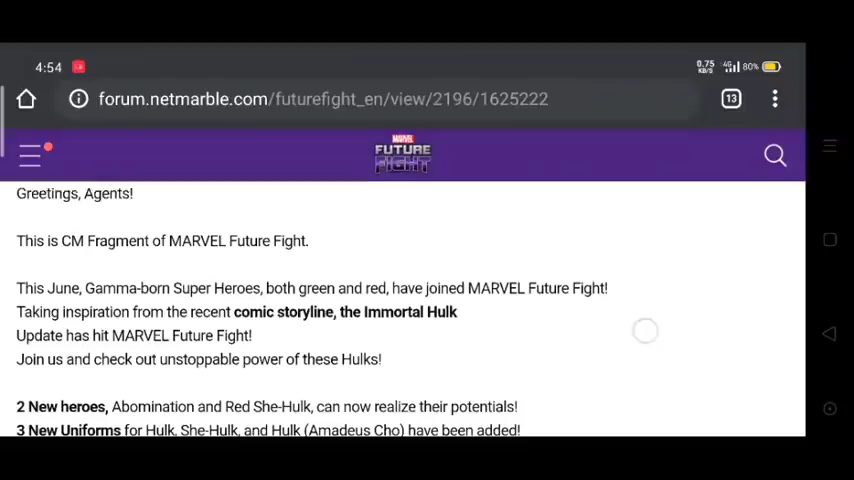 4:54
0.75 KB/S 4G 80%
forum.netmarble.com/futurefight_en/view/2196/1625222
13
MARVEL
FUTURE
FIGHT
Greetings, Agents!
This is CM Fragment of MARVEL Future Fight.
This June, Gamma-born Super Heroes, both green and red, have joined MARVEL Future Fight!
Taking inspiration from the recent comic storyline, the Immortal Hulk
Update has hit MARVEL Future Fight!
Join us and check out unstoppable power of these Hulks!
2 New heroes, Abomination and Red She-Hulk, can now realize their potentials!
3 New Uniforms for Hulk, She-Hulk, and Hulk (Amadeus Cho) have been added!